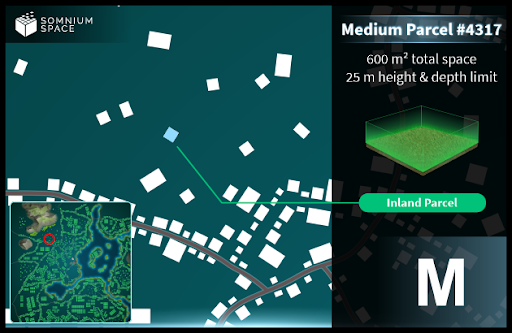 SOMNIUM
SPACE
Medium Parcel #4317
600 m² total space
25 m height & depth limit
Inland Parcel
M